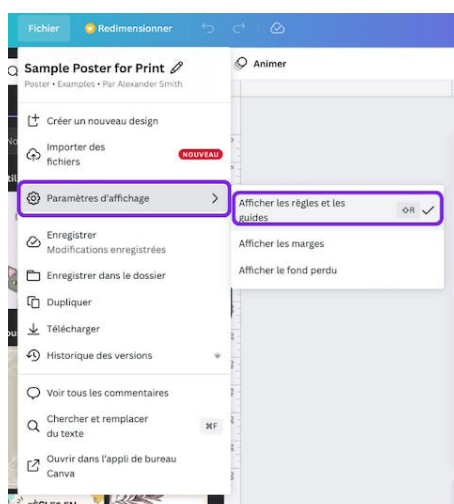 Fichier Redimensionner
Sample Poster for Print
Animer
Poster • Examples • Par Alexander Smith
Créer un nouveau design
Importer des
fichiers NOUVEAU
Paramètres d'affichage
Afficher les règles et les
guides ⇧R
Enregistrer
Modifications enregistrées
Afficher les marges
Enregistrer dans le dossier
Afficher le fond perdu
Dupliquer
Télécharger
Historique des versions
Voir tous les commentaires
Chercher et remplacer
du texte ⌘F
Ouvrir dans l'appli de bureau
Canva